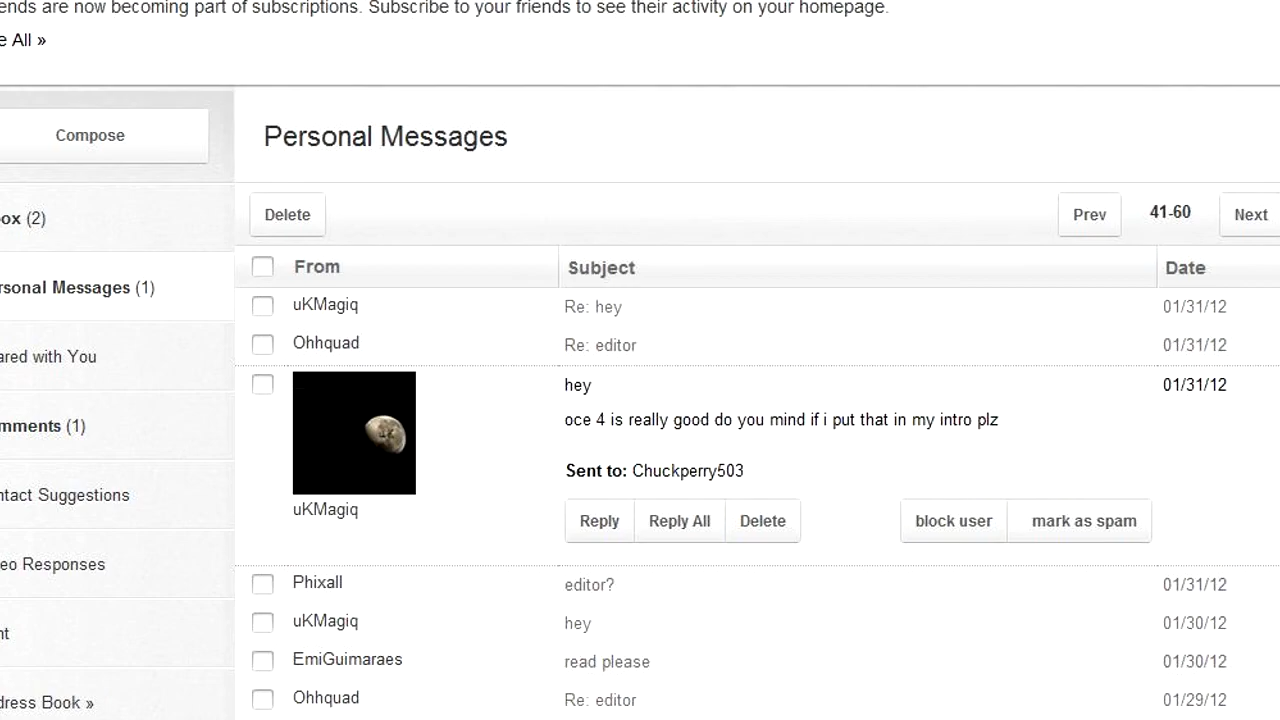 ends are now becoming part of subscriptions. Subscribe to your friends to see their activity on your homepage.
e All »
Compose
Personal Messages
ox (2)
Delete
Prev 41-60 Next
rsonal Messages (1)
From Subject Date
uKMagiq Re: hey 01/31/12
ared with You
Ohhquad Re: editor 01/31/12
hey 01/31/12
mments (1)
oce 4 is really good do you mind if i put that in my intro plz
Sent to: Chuckperry503
ntact Suggestions
uKMagiq
Reply Reply All Delete block user mark as spam
eo Responses
Phixall editor? 01/31/12
uKMagiq hey 01/30/12
nt
EmiGuimaraes read please 01/30/12
dress Book »
Ohhquad Re: editor 01/29/12